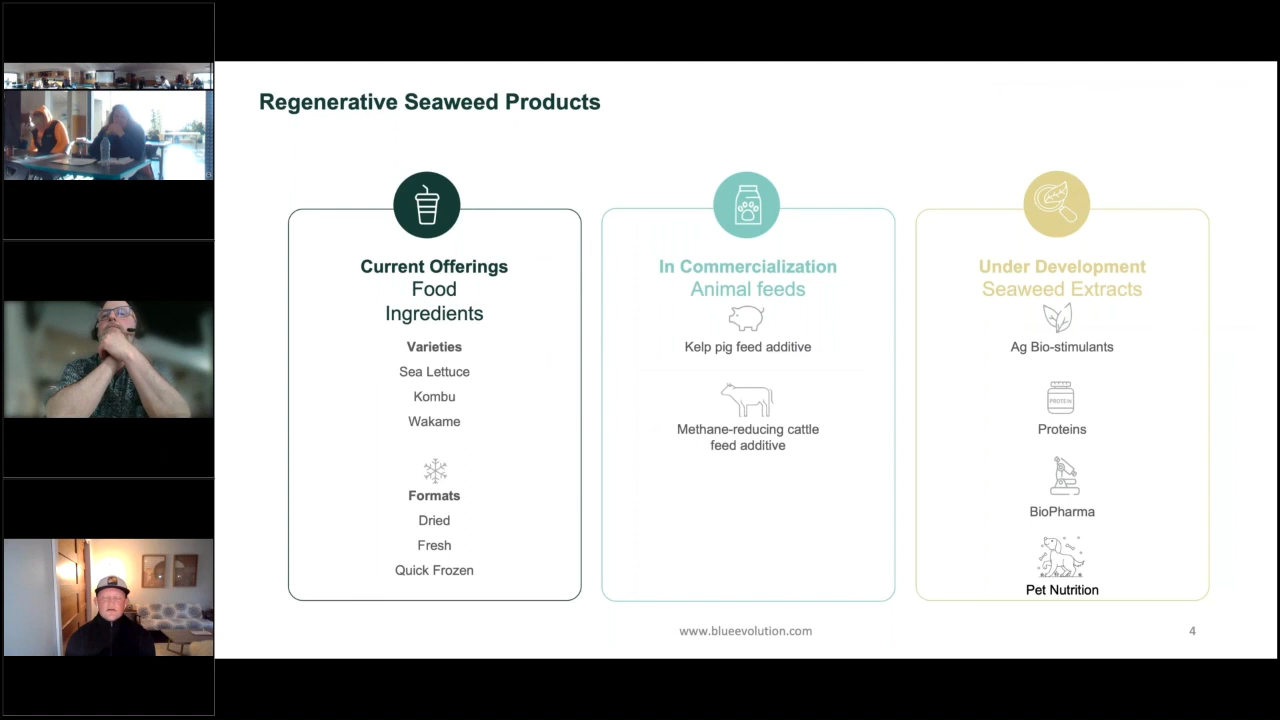 Regenerative Seaweed Products
Current Offerings
Food
Ingredients
Varieties
Sea Lettuce
Kombu
Wakame
Formats
Dried
Fresh
Quick Frozen
In Commercialization
Animal feeds
Kelp pig feed additive
Methane-reducing cattle
feed additive
Under Development
Seaweed Extracts
Ag Bio-stimulants
PROTEIN
Proteins
BioPharma
Pet Nutrition
www.blueevolution.com
4